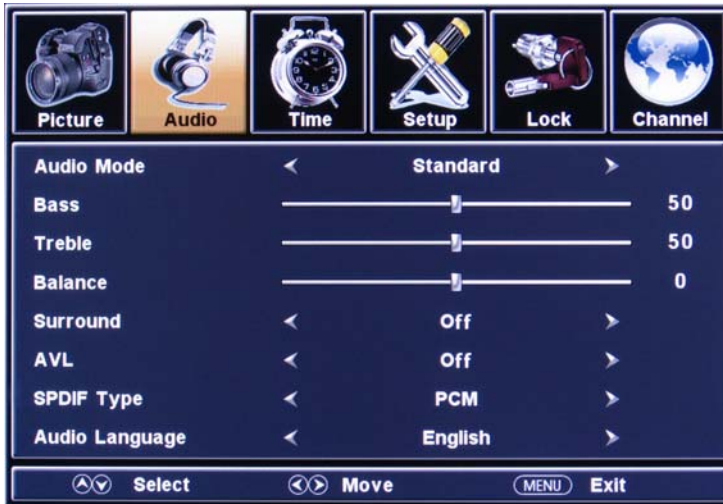 Picture Audio Time Setup Lock Channel
Audio Mode Standard
Bass 50
Treble 50
Balance 0
Surround Off
AVL Off
SPDIF Type PCM
Audio Language English
Select Move MENU Exit